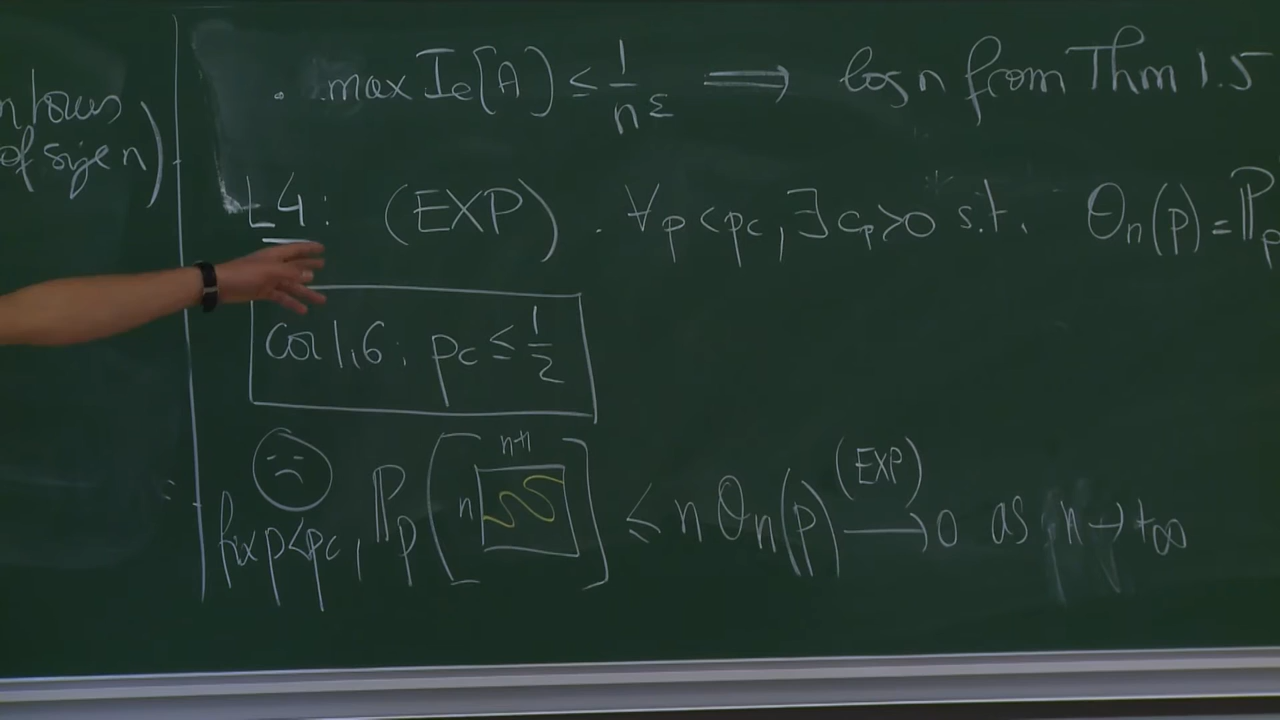 of size n)
. max Ie[A] ≤ 1/n^ε ⟹ log n from Thm 1.5
L4: (EXP) . ∀p<pc, ∃cp>0 s.t. θn(p) = ℙp
cor 1.6: pc ≤ 1/2
fix p<pc, ℙp[n n+1] ≤ n θn(p) (EXP)⟶ 0 as n→+∞